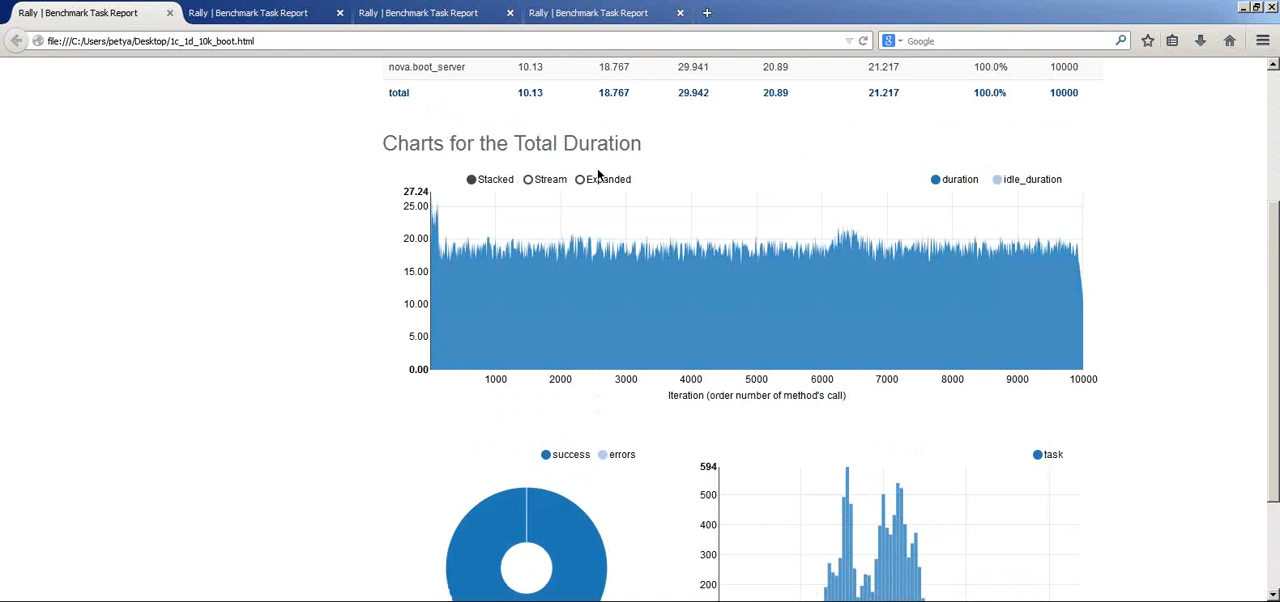 Rally | Benchmark Task Report Rally | Benchmark Task Report Rally | Benchmark Task Report Rally | Benchmark Task Report
file:///C:/Users/petya/Desktop/1c_1d_10k_boot.html Google
nova.boot_server 10.13 18.767 29.941 20.89 21.217 100.0% 10000
total 10.13 18.767 29.942 20.89 21.217 100.0% 10000
Charts for the Total Duration
Stacked Stream Expanded duration idle_duration
27.24
25.00
20.00
15.00
10.00
5.00
0.00
1000 2000 3000 4000 5000 6000 7000 8000 9000 10000
Iteration (order number of method's call)
success errors task
594
500
400
300
200